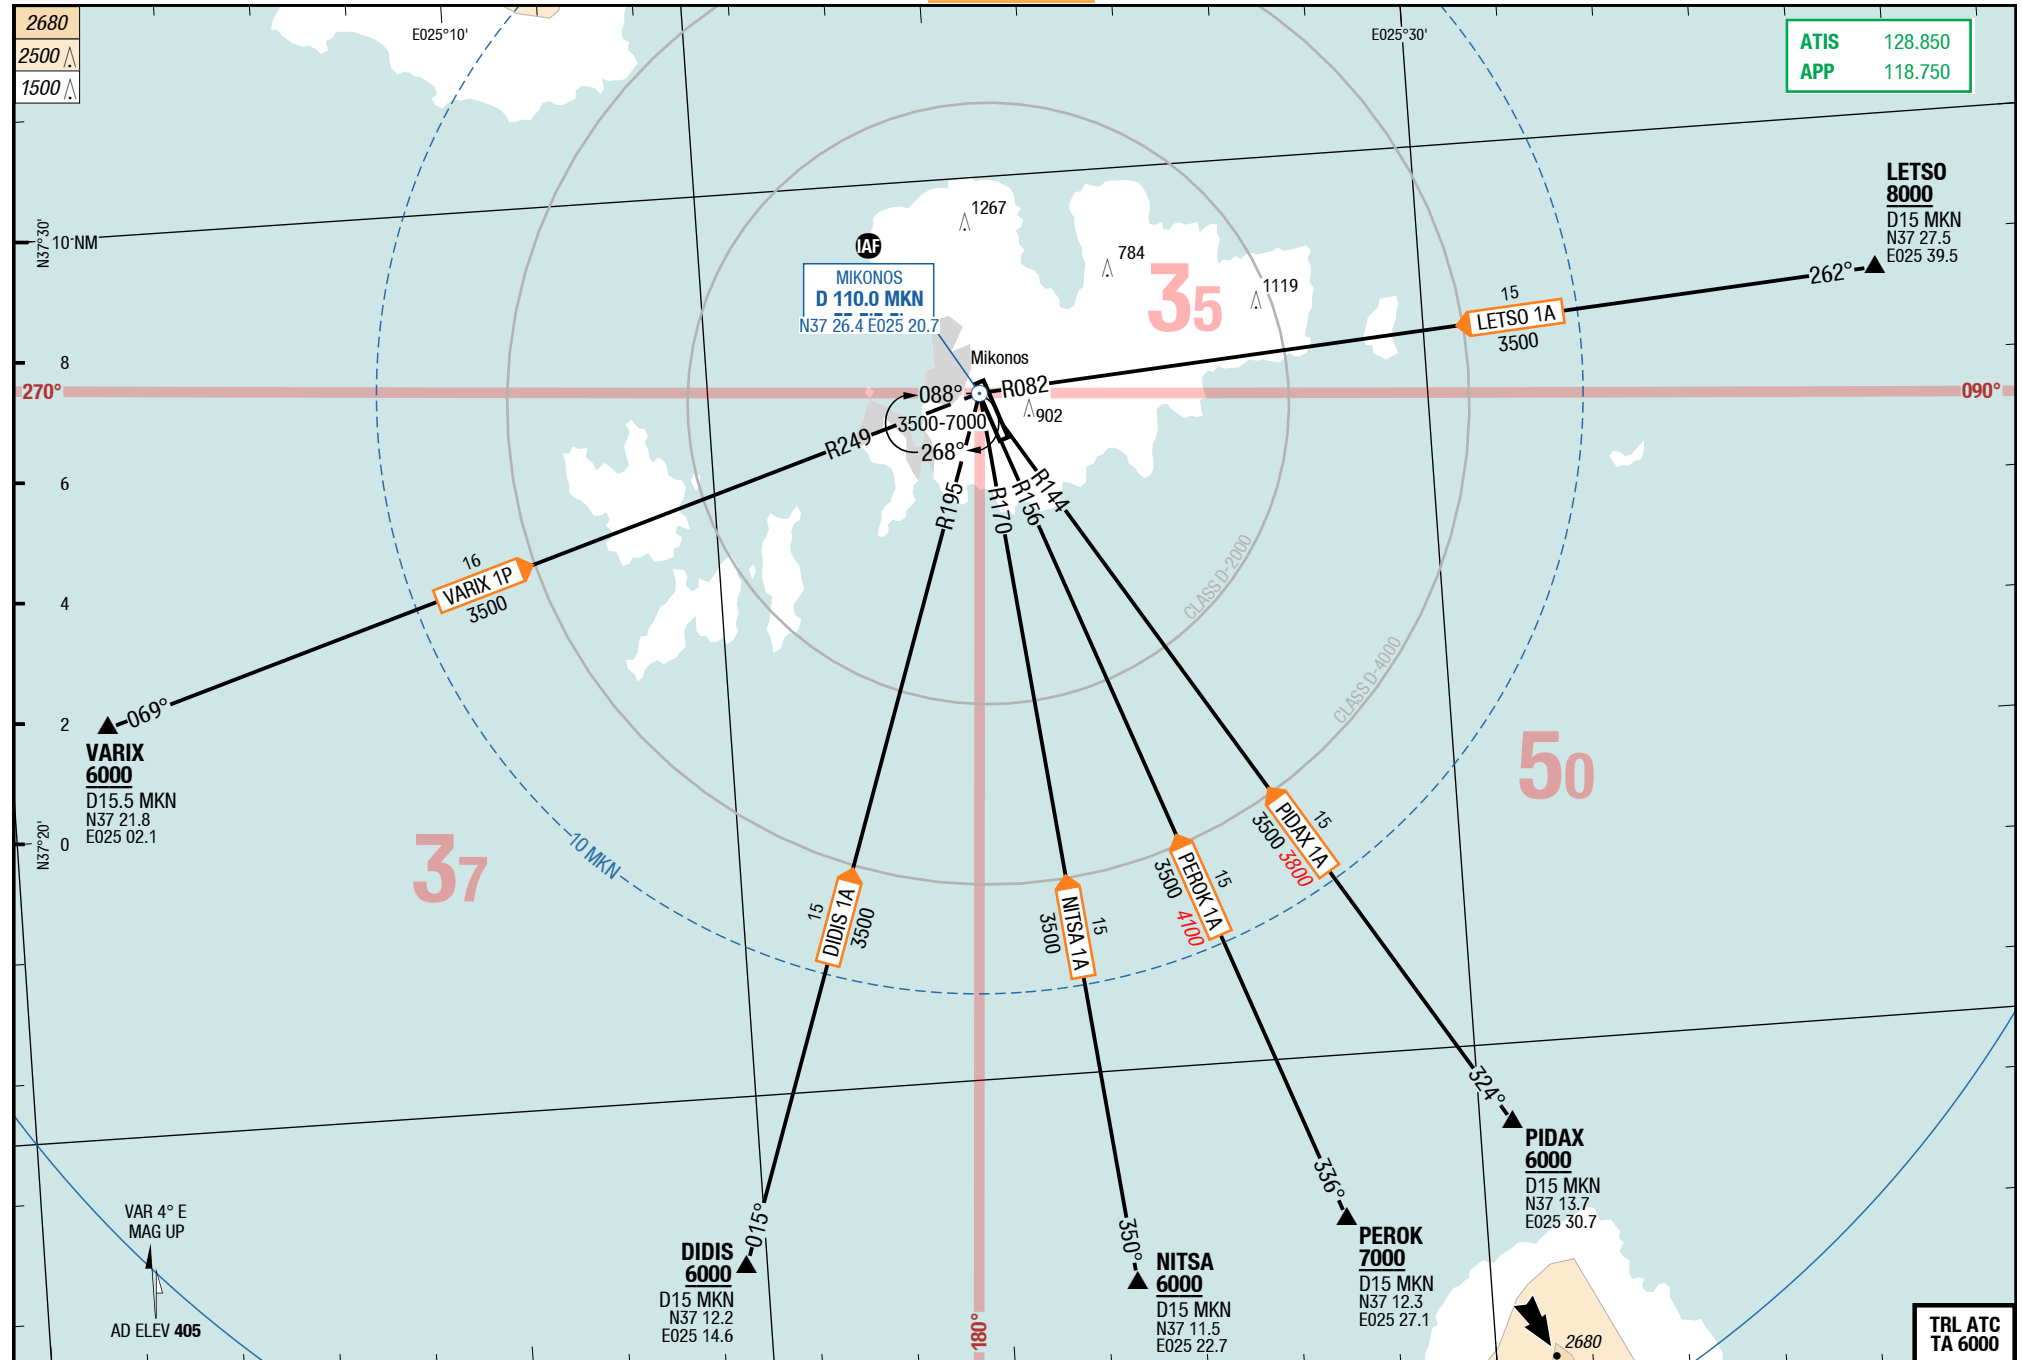 2680
2500
1500
E025°10'
E025°30'
ATIS 128.850
APP 118.750
LETSO
8000
D15 MKN
N37 27.5
E025 39.5
262°
15
LETSO 1A
3500
1267
784
1119
35
IAF
MIKONOS
D 110.0 MKN
N37 26.4 E025 20.7
Mikonos
N37°30'
10 NM
8
6
4
2
0
N37°20'
270°
090°
180°
088°
3500-7000
268°
R082
902
R249
R195
R170
R156
R144
16
VARIX 1P
3500
069°
VARIX
6000
D15.5 MKN
N37 21.8
E025 02.1
CLASS D-2000
CLASS D-4000
50
37
10 MKN
15
DIDIS 1A
3500
15
NITSA 1A
3500
15
PEROK 1A
3500 4100
15
PIDAX 1A
3500 3800
324°
PIDAX
6000
D15 MKN
N37 13.7
E025 30.7
336°
PEROK
7000
D15 MKN
N37 12.3
E025 27.1
350°
NITSA
6000
D15 MKN
N37 11.5
E025 22.7
015°
DIDIS
6000
D15 MKN
N37 12.2
E025 14.6
VAR 4° E
MAG UP
AD ELEV 405
2680
TRL ATC
TA 6000